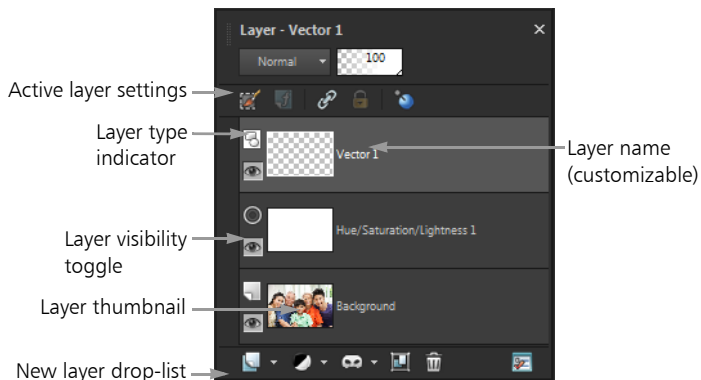 Layer - Vector 1
Normal
100
Active layer settings
Layer type
indicator
Vector 1
Layer name
(customizable)
Layer visibility
toggle
Hue/Saturation/Lightness 1
Layer thumbnail
Background
New layer drop-list